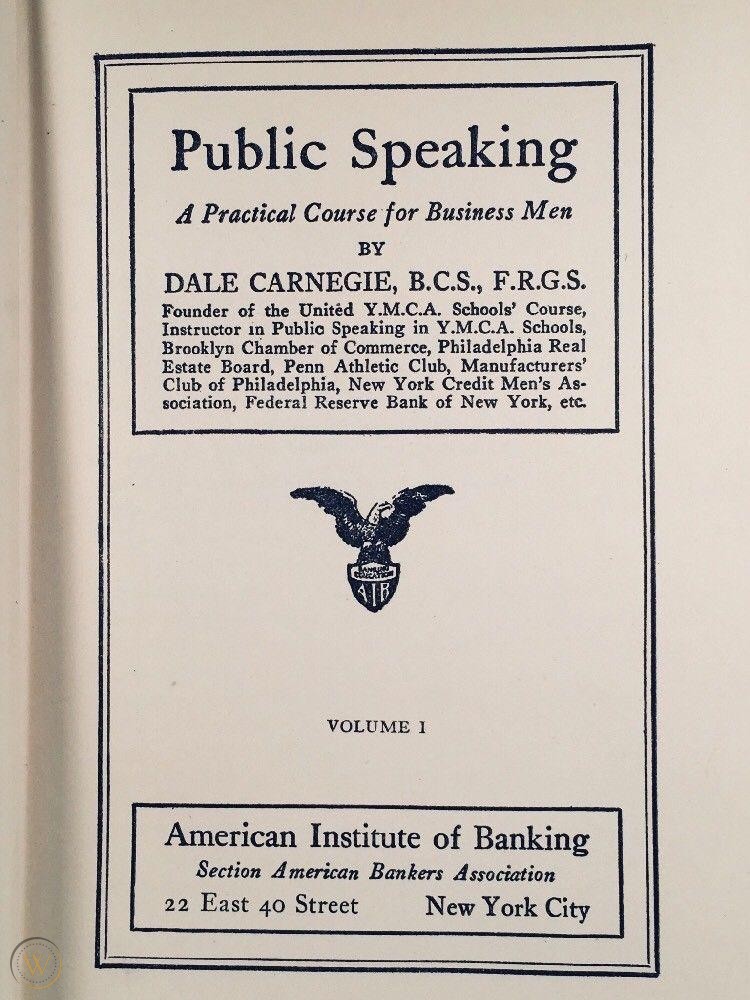 Public Speaking
A Practical Course for Business Men
BY
DALE CARNEGIE, B.C.S., F.R.G.S.
Founder of the United Y.M.C.A. Schools' Course,
Instructor in Public Speaking in Y.M.C.A. Schools,
Brooklyn Chamber of Commerce, Philadelphia Real
Estate Board, Penn Athletic Club, Manufacturers'
Club of Philadelphia, New York Credit Men's As-
sociation, Federal Reserve Bank of New York, etc.
BANKING
EDUCATION
AIB
VOLUME I
American Institute of Banking
Section American Bankers Association
22 East 40 Street New York City
W